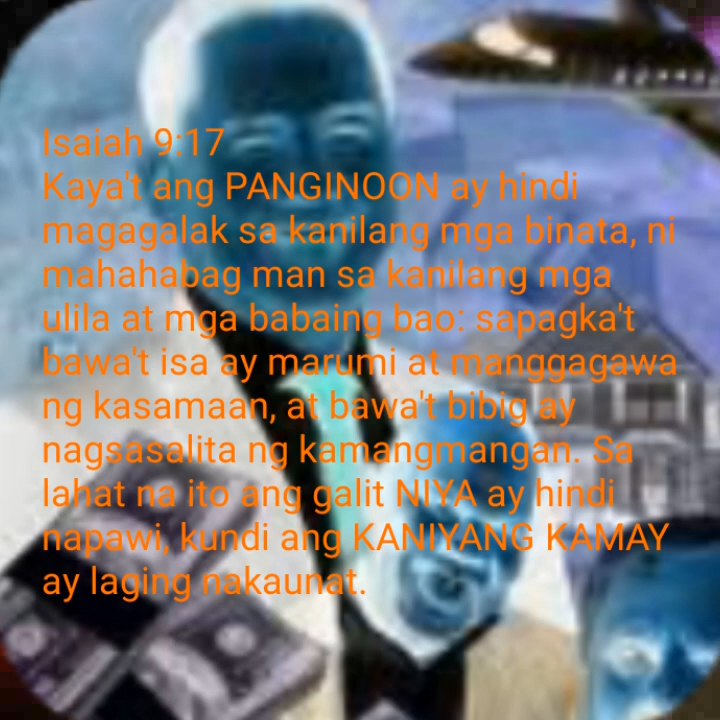 Isaiah 9:17
Kaya't ang PANGINOON ay hindi
magagalak sa kanilang mga binata, ni
mahahabag man sa kanilang mga
ulila at mga babaing bao: sapagka't
bawa't isa ay marumi at manggagawa
ng kasamaan, at bawa't bibig ay
nagsasalita ng kamangmangan. Sa
lahat na ito ang galit NIYA ay hindi
napawi, kundi ang KANIYANG KAMAY
ay laging nakaunat.